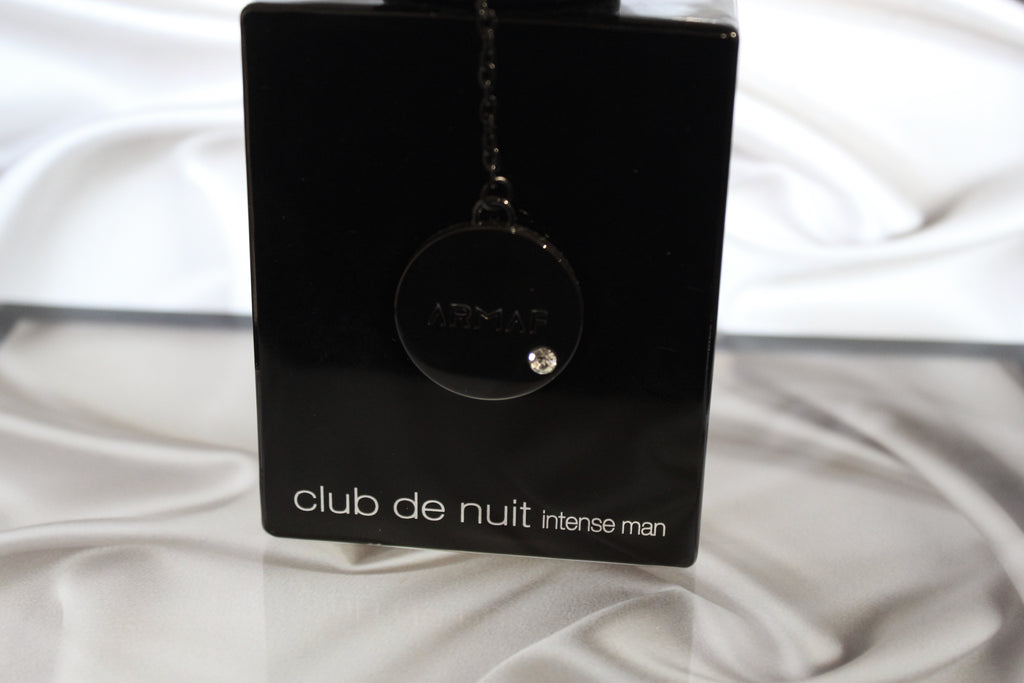 ARMAF
club de nuit intense man